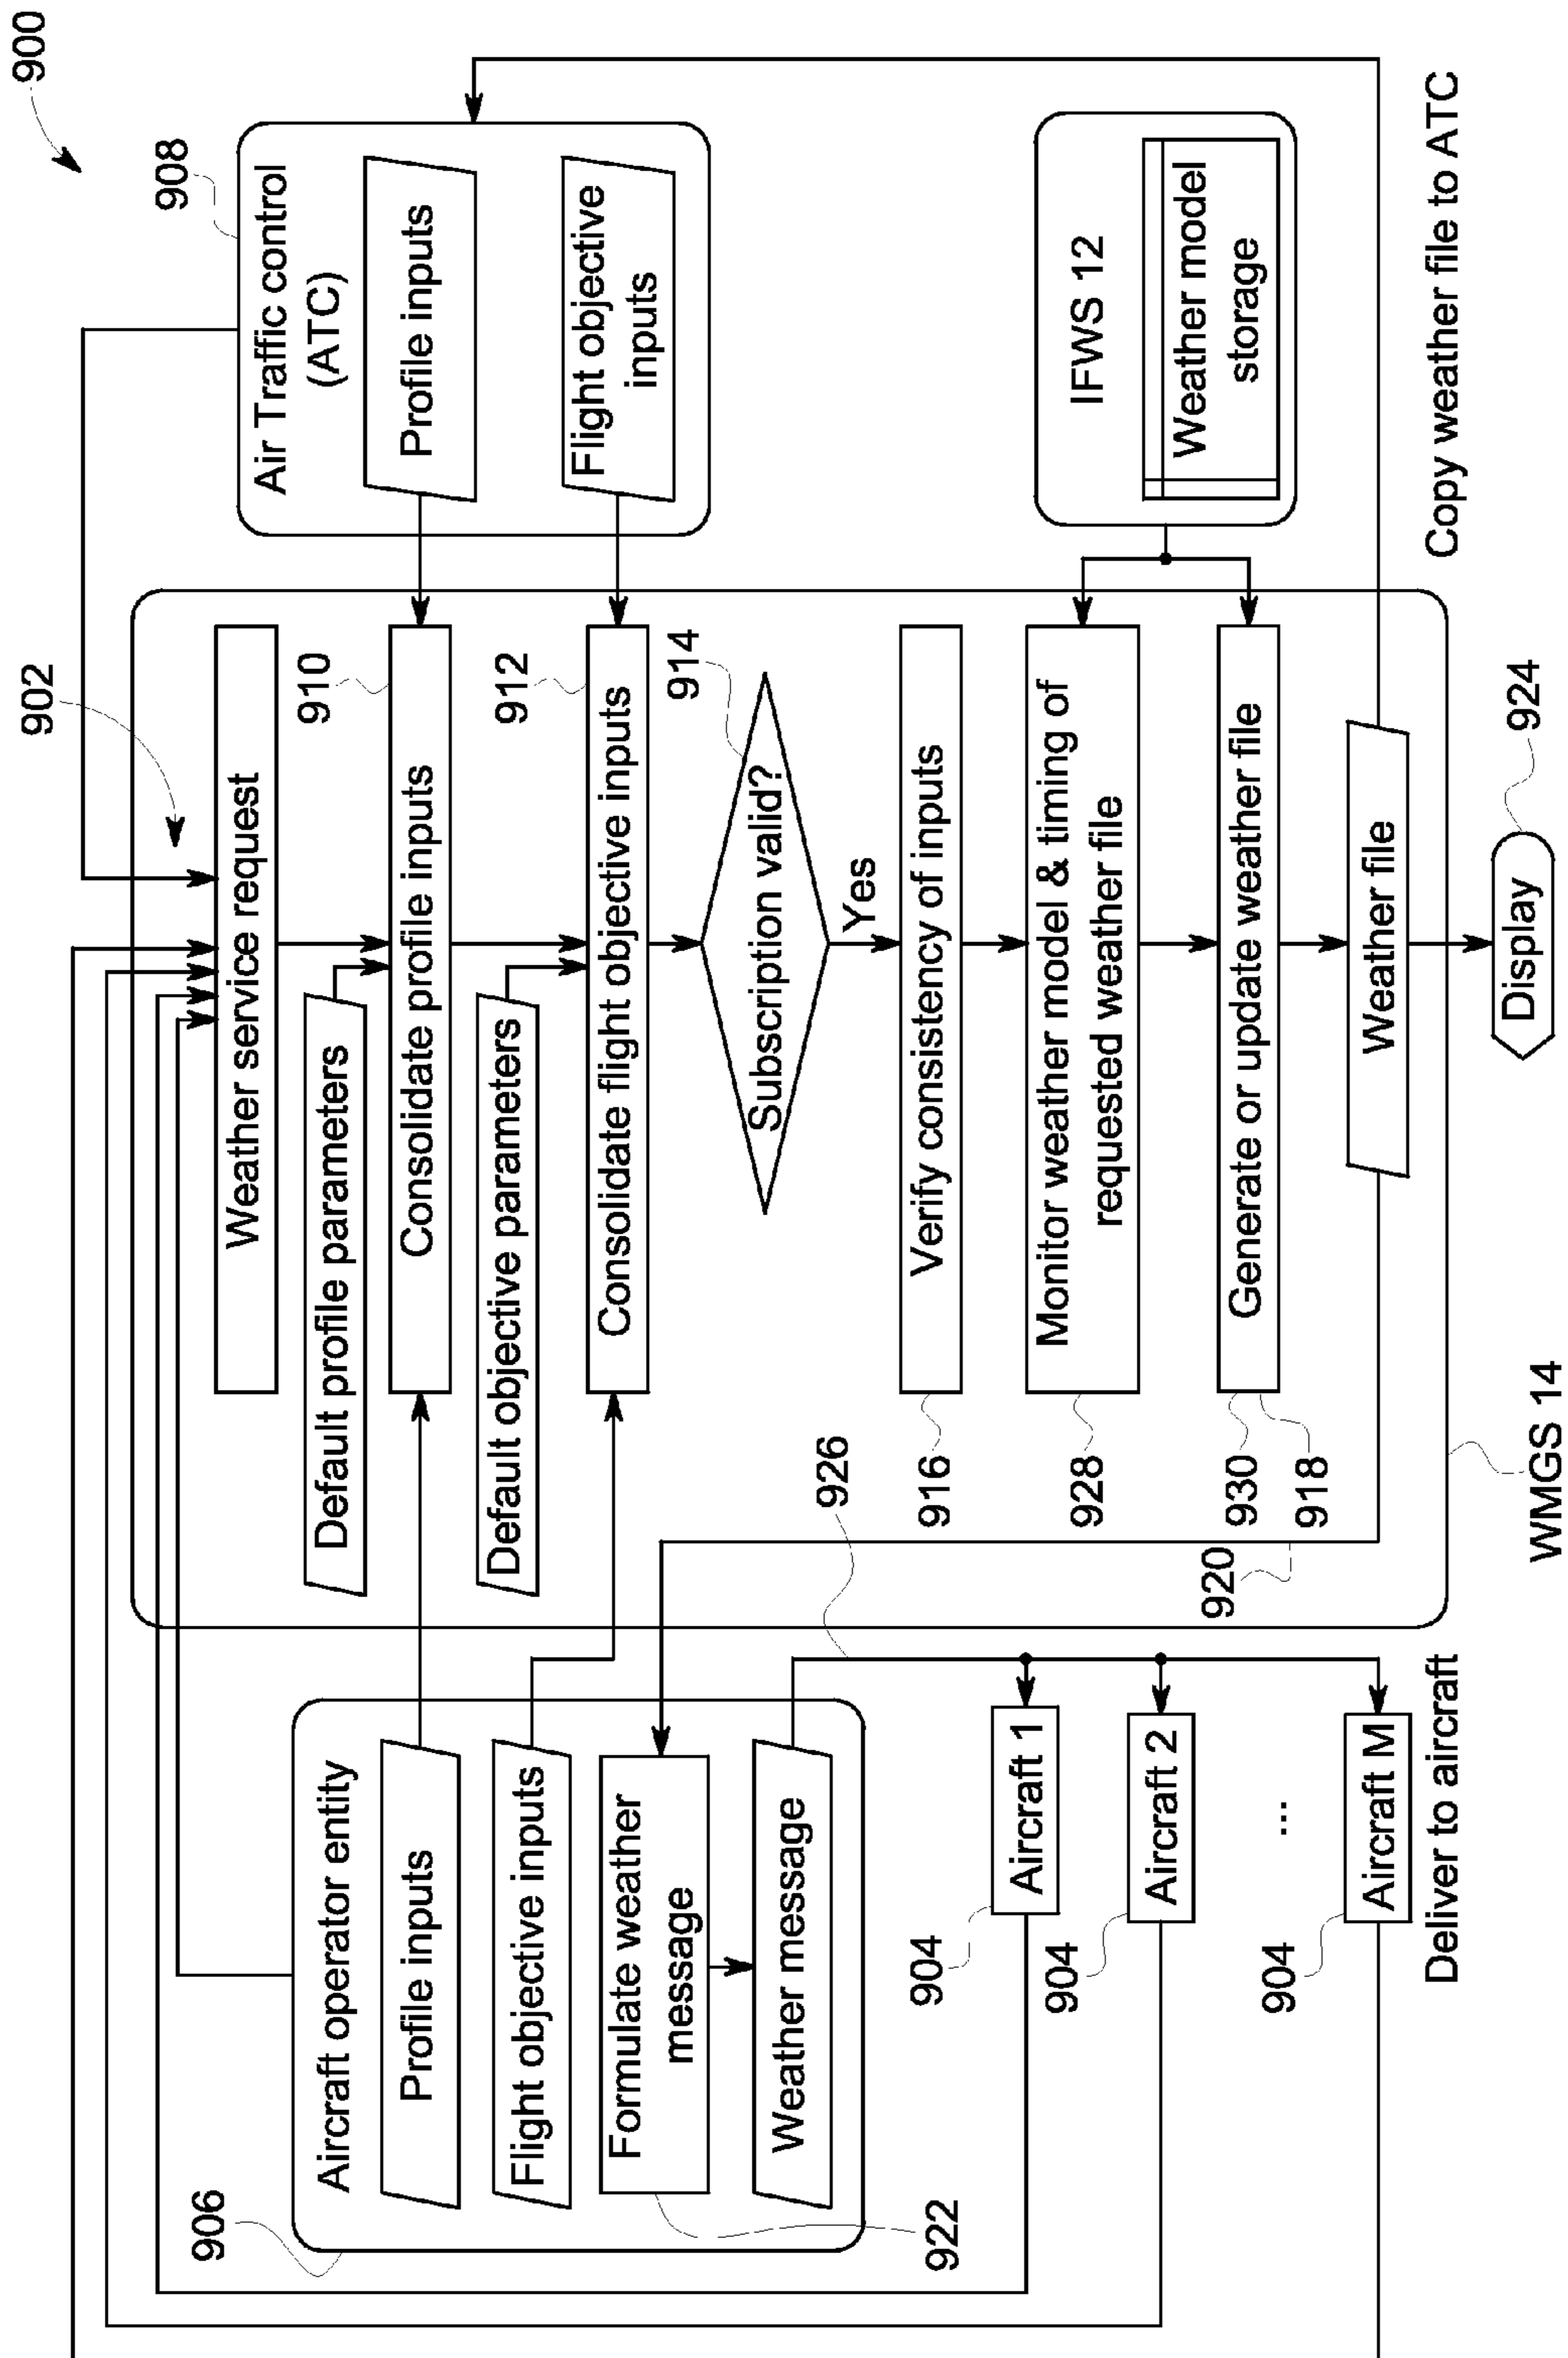 900
902
Aircraft operator entity
906
Profile inputs
Flight objective inputs
Formulate weather
message
922
Weather message
926
Aircraft 1
904
Aircraft 2
904
...
Aircraft M
904
Deliver to aircraft
Weather service request
Default profile parameters
910
Consolidate profile inputs
Default objective parameters
912
Consolidate flight objective inputs
914
Subscription valid?
Yes
Verify consistency of inputs
916
Monitor weather model & timing of
requested weather file
928
Generate or update weather file
930
918
920
Weather file
WMGS 14
Display
924
908
Air Traffic control
(ATC)
Profile inputs
Flight objective
inputs
IFWS 12
Weather model
storage
Copy weather file to ATC